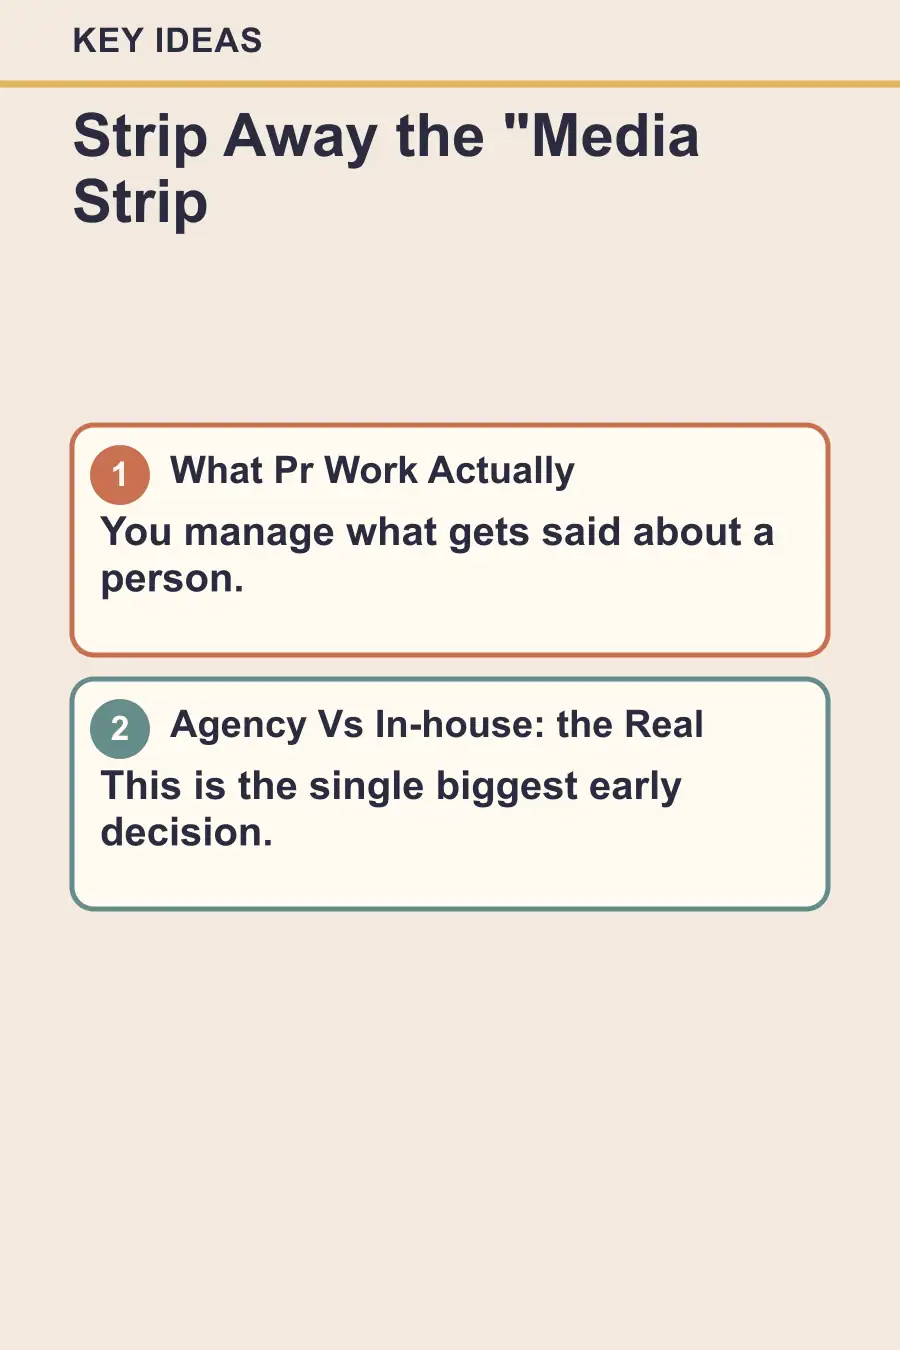 KEY IDEAS
Strip Away the "Media
Strip
1 What Pr Work Actually
You manage what gets said about a
person.
2 Agency Vs In-house: the Real
This is the single biggest early
decision.